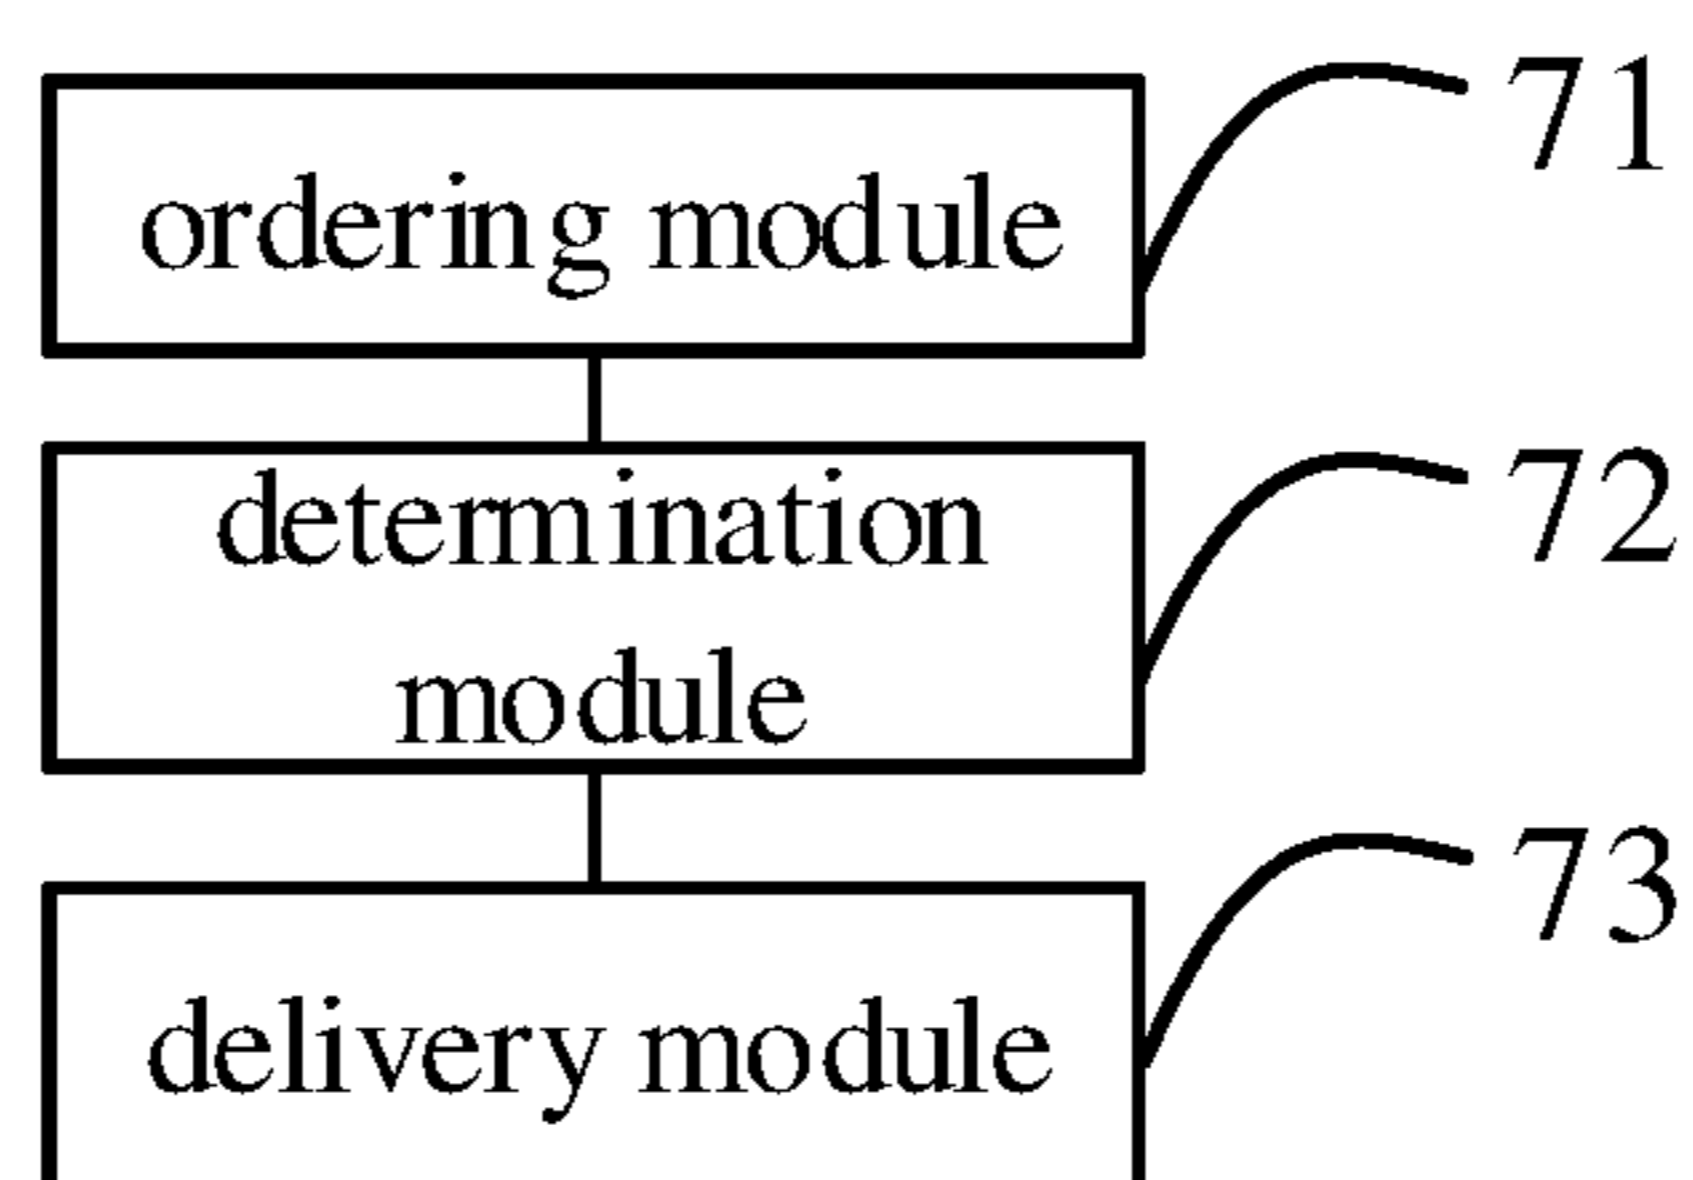 ordering module
71
determination
module
72
delivery module
73